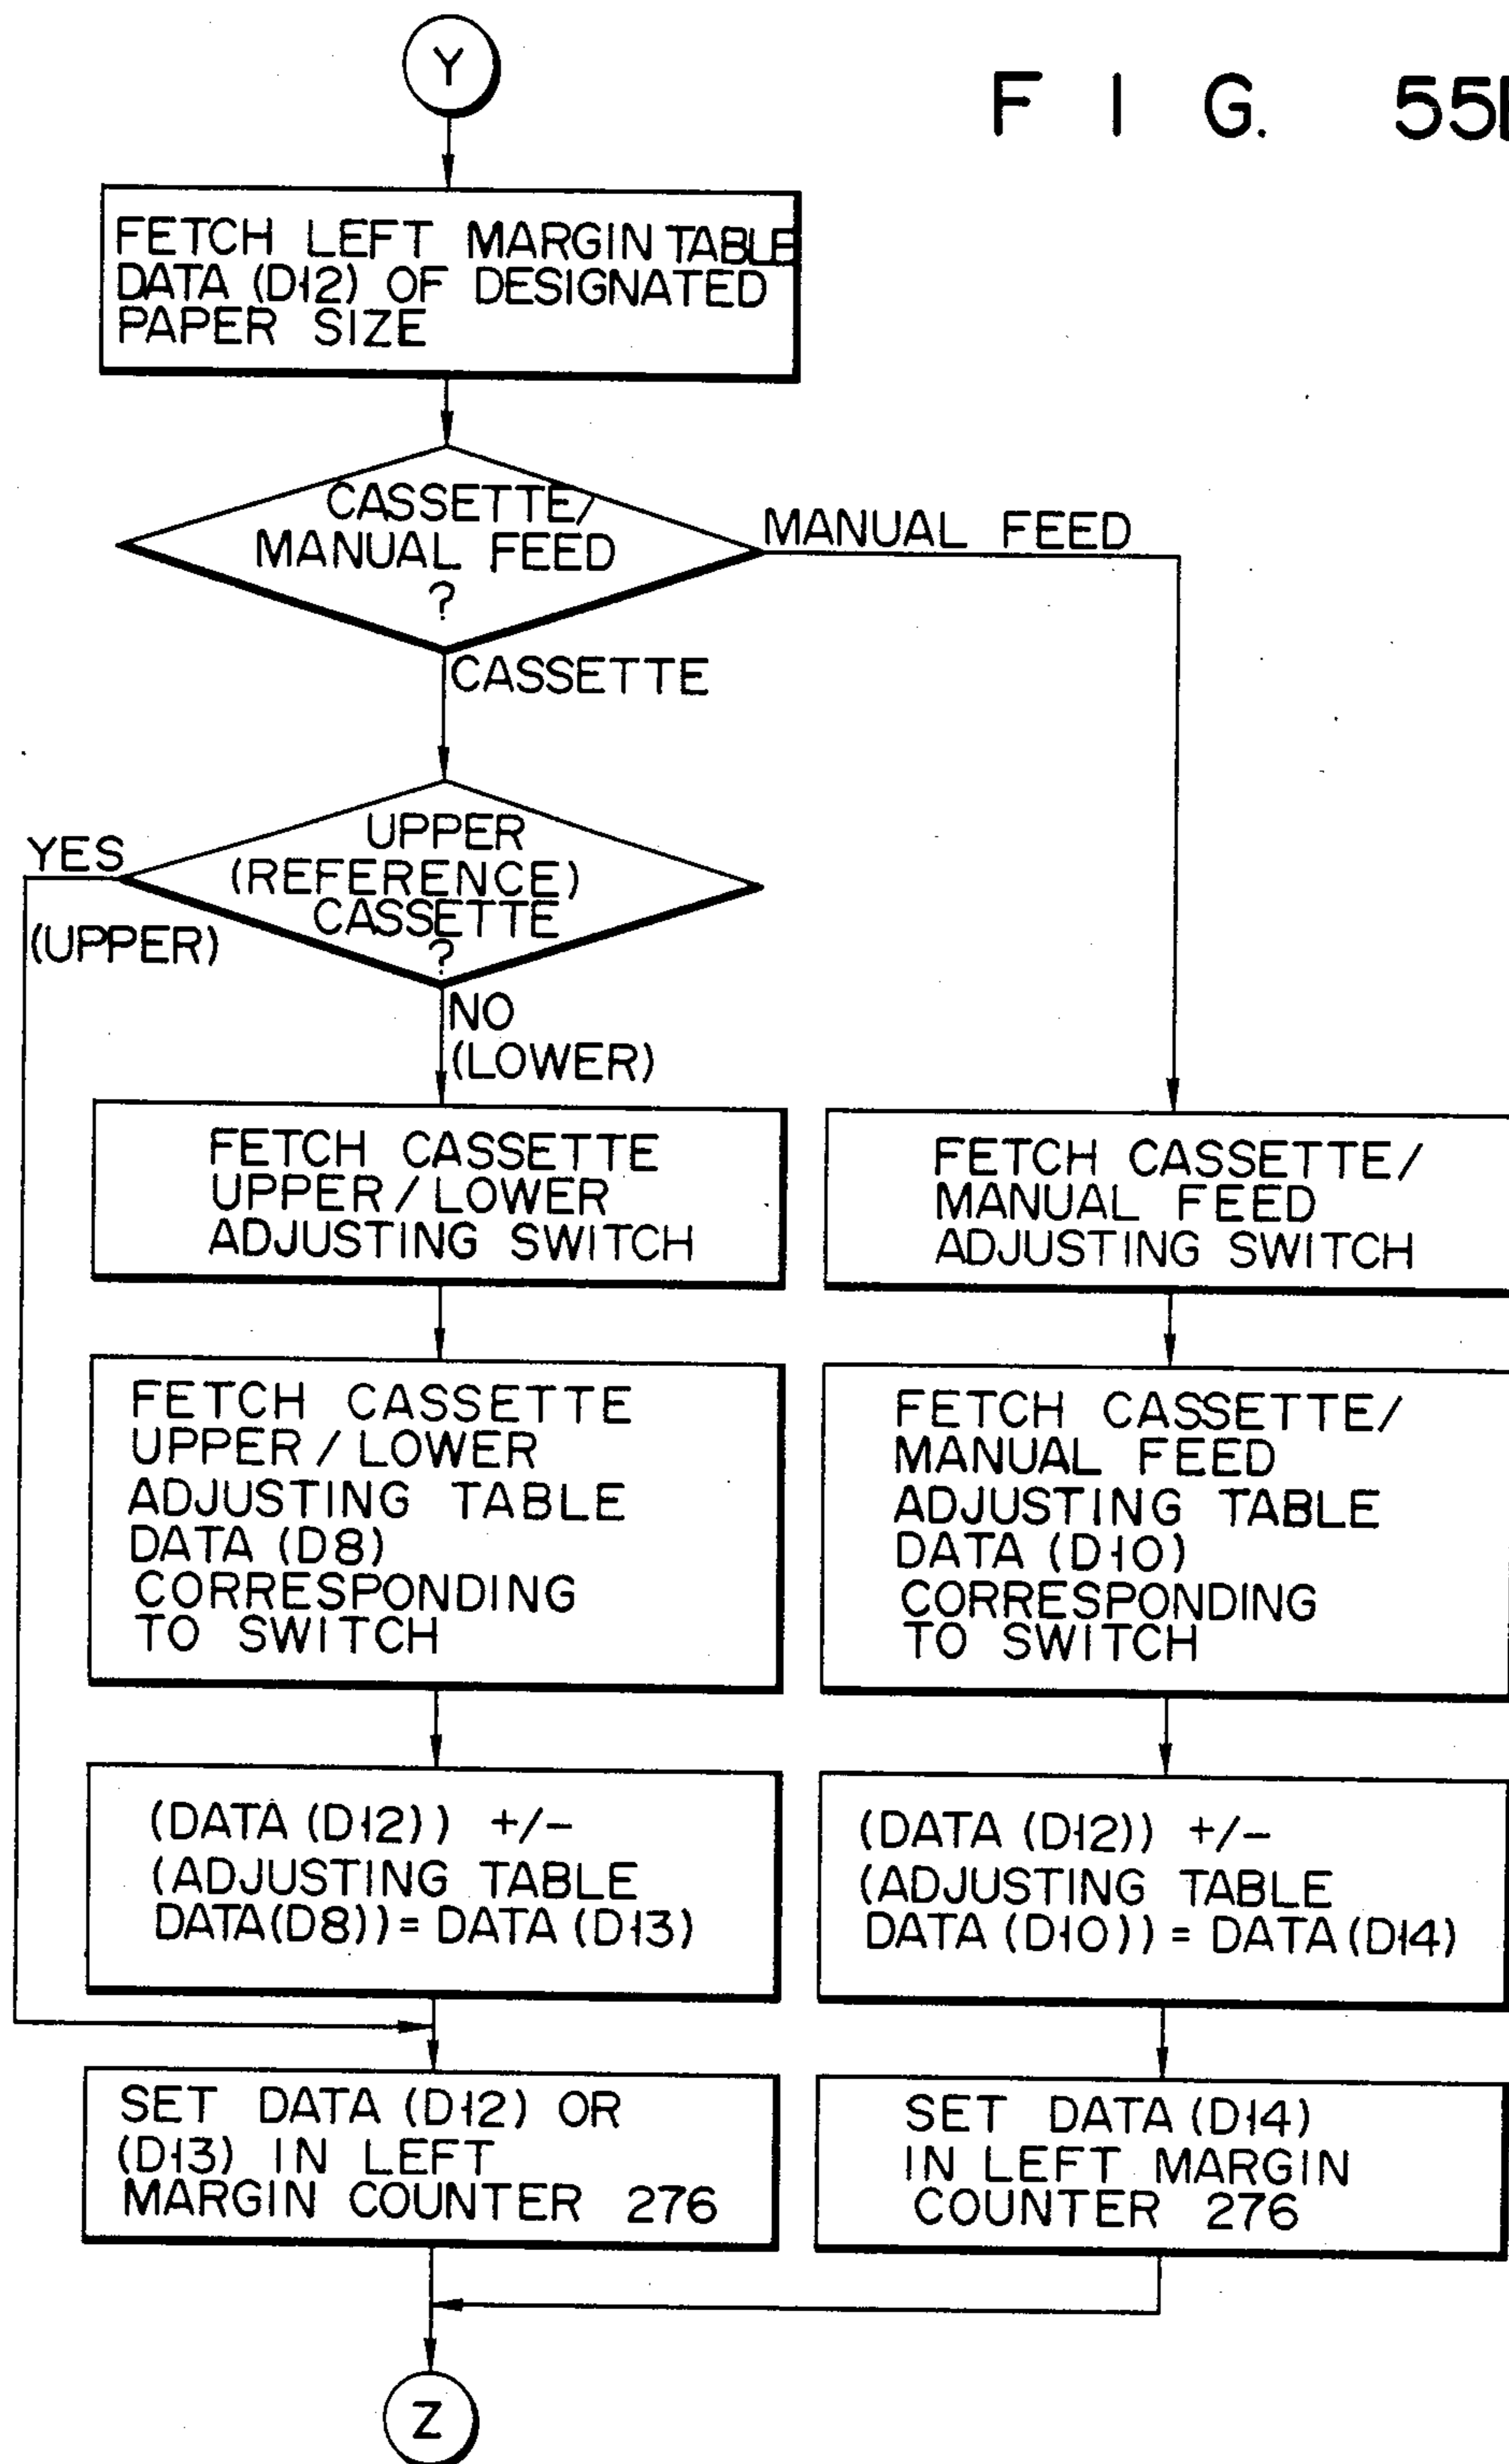 Y
F I G. 55
FETCH LEFT MARGIN TABLE
DATA (D12) OF DESIGNATED
PAPER SIZE
CASSETTE/
MANUAL FEED
?
MANUAL FEED
CASSETTE
UPPER
(REFERENCE)
CASSETTE
?
YES
(UPPER)
NO
(LOWER)
FETCH CASSETTE
UPPER / LOWER
ADJUSTING SWITCH
FETCH CASSETTE/
MANUAL FEED
ADJUSTING SWITCH
FETCH CASSETTE
UPPER / LOWER
ADJUSTING TABLE
DATA (D8)
CORRESPONDING
TO SWITCH
FETCH CASSETTE/
MANUAL FEED
ADJUSTING TABLE
DATA (D10)
CORRESPONDING
TO SWITCH
(DATA (D12)) +/-
(ADJUSTING TABLE
DATA(D8)) = DATA (D13)
(DATA (D12)) +/-
(ADJUSTING TABLE
DATA (D10)) = DATA (D14)
SET DATA (D12) OR
(D13) IN LEFT
MARGIN COUNTER 276
SET DATA (D14)
IN LEFT MARGIN
COUNTER 276
Z